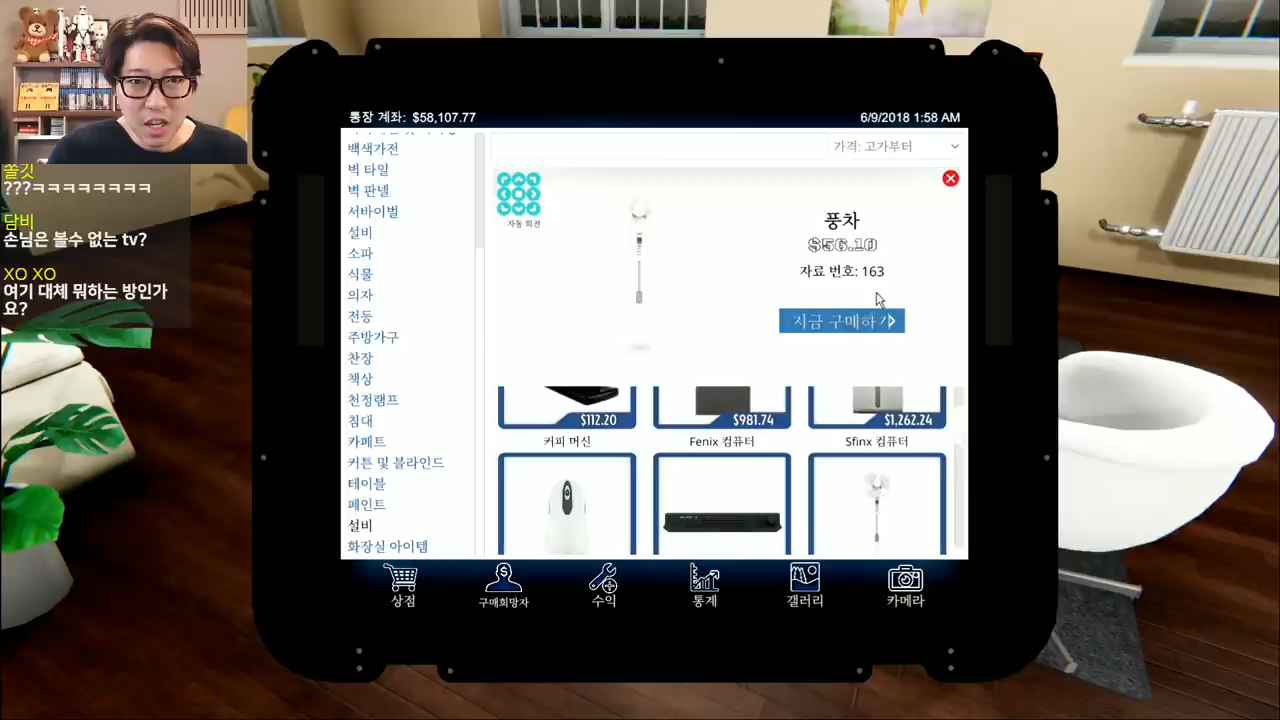 통장 계좌: $58,107.77
6/9/2018 1:58 AM
백색가전
벽 타일
벽 판넬
서바이벌
설비
소파
식물
의자
전등
주방가구
찬장
책상
천정램프
침대
카페트
커튼 및 블라인드
테이블
페인트
설비
화장실 아이템
가격: 고가부터
자동 회전
풍차
$56.10
자료 번호: 163
지금 구매하기
$112.20
$981.74
$1,262.24
커피 머신
Fenix 컴퓨터
Sfinx 컴퓨터
상점
구매희망자
수익
통계
갤러리
카메라
쏠깃
???ㅋㅋㅋㅋㅋㅋㅋㅋ
담비
손님은 볼수 없는 tv?
XO XO
여기 대체 뭐하는 방인가
요?